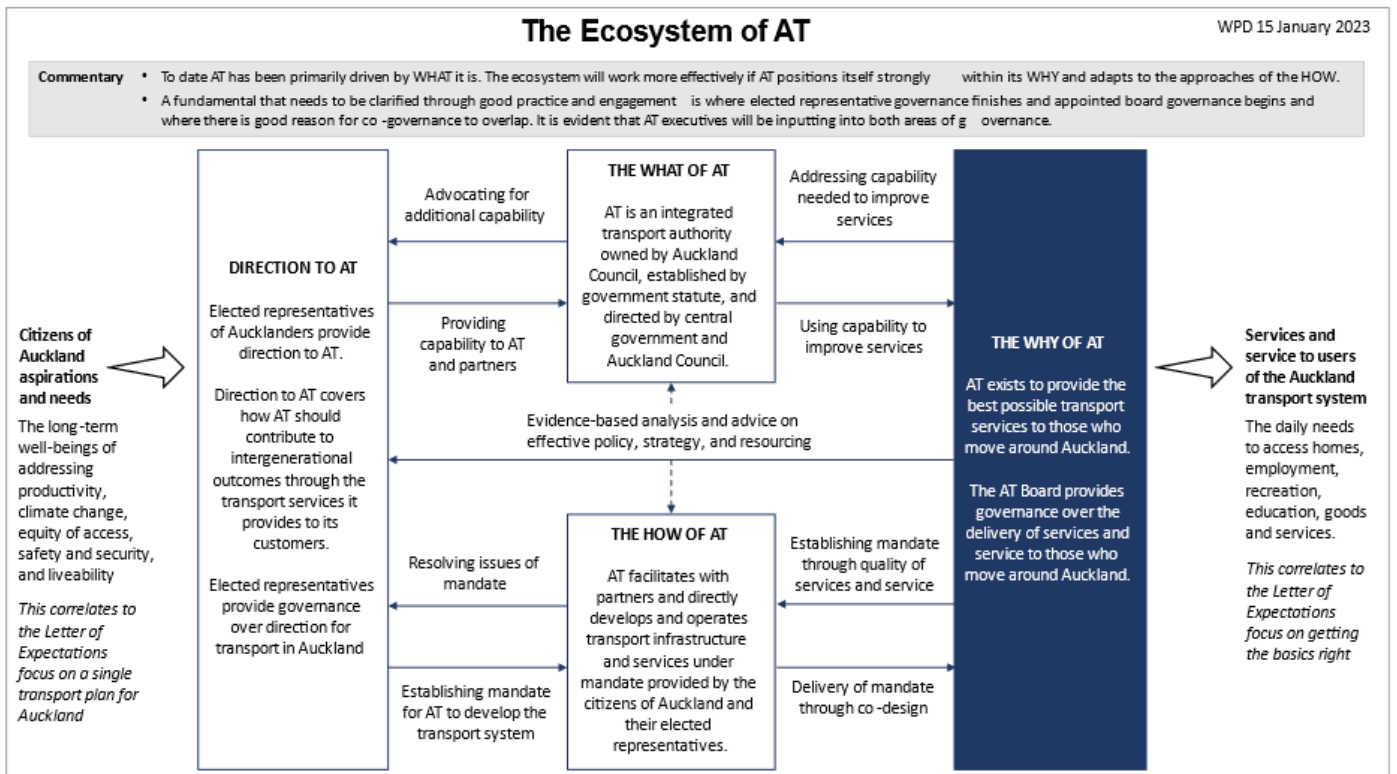 The Ecosystem of AT
WPD 15 January 2023
Commentary
• To date AT has been primarily driven by WHAT it is. The ecosystem will work more effectively if AT positions itself strongly within its WHY and adapts to the approaches of the HOW.
• A fundamental that needs to be clarified through good practice and engagement is where elected representative governance finishes and appointed board governance begins and
where there is good reason for co -governance to overlap. It is evident that AT executives will be inputting into both areas of g overnance.
Citizens of
Auckland
aspirations
and needs
The long-term
well-beings of
addressing
productivity,
climate change,
equity of access,
safety and security,
and liveability
This correlates to
the Letter of
Expectations
focus on a single
transport plan for
Auckland
DIRECTION TO AT
Elected representatives
of Aucklanders provide
direction to AT.
Direction to AT covers
how AT should
contribute to
intergenerational
outcomes through the
transport services it
provides to its
customers.
Elected representatives
provide governance
over direction for
transport in Auckland
Advocating for
additional capability
Providing
capability to AT
and partners
THE WHAT OF AT
AT is an integrated
transport authority
owned by Auckland
Council, established by
government statute, and
directed by central
government and
Auckland Council.
Addressing capability
needed to improve
services
Using capability to
improve services
Evidence-based analysis and advice on
effective policy, strategy, and resourcing
Resolving issues of
mandate
Establishing mandate
for AT to develop the
transport system
THE HOW OF AT
AT facilitates with
partners and directly
develops and operates
transport infrastructure
and services under
mandate provided by the
citizens of Auckland and
their elected
representatives.
Establishing mandate
through quality of
services and service
Delivery of mandate
through co -design
THE WHY OF AT
AT exists to provide the
best possible transport
services to those who
move around Auckland.
The AT Board provides
governance over the
delivery of services and
service to those who
move around Auckland.
Services and
service to users
of the Auckland
transport system
The daily needs
to access homes,
employment,
recreation,
education, goods
and services.
This correlates to
the Letter of
Expectations
focus on getting
the basics right